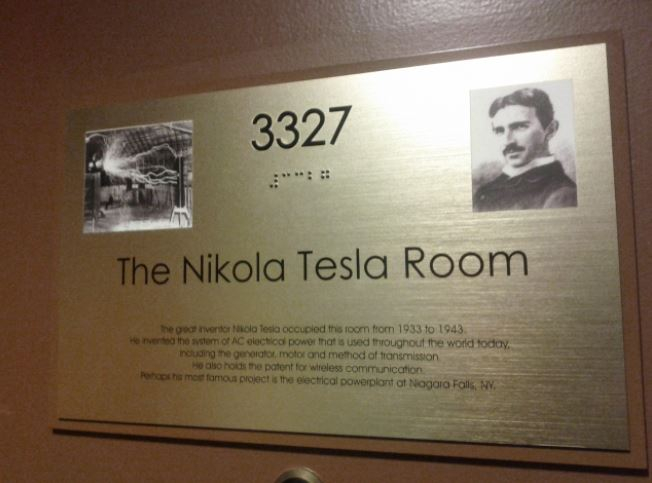 3327
⠼⠉⠉⠃⠛
The Nikola Tesla Room
The great inventor Nikola Tesla occupied this room from 1933 to 1943.
He invented the system of AC electrical power that is used throughout the world today,
including the generator, motor and method of transmission.
He also holds the patent for wireless communication.
Perhaps his most famous project is the electrical powerplant at Niagara Falls, NY.